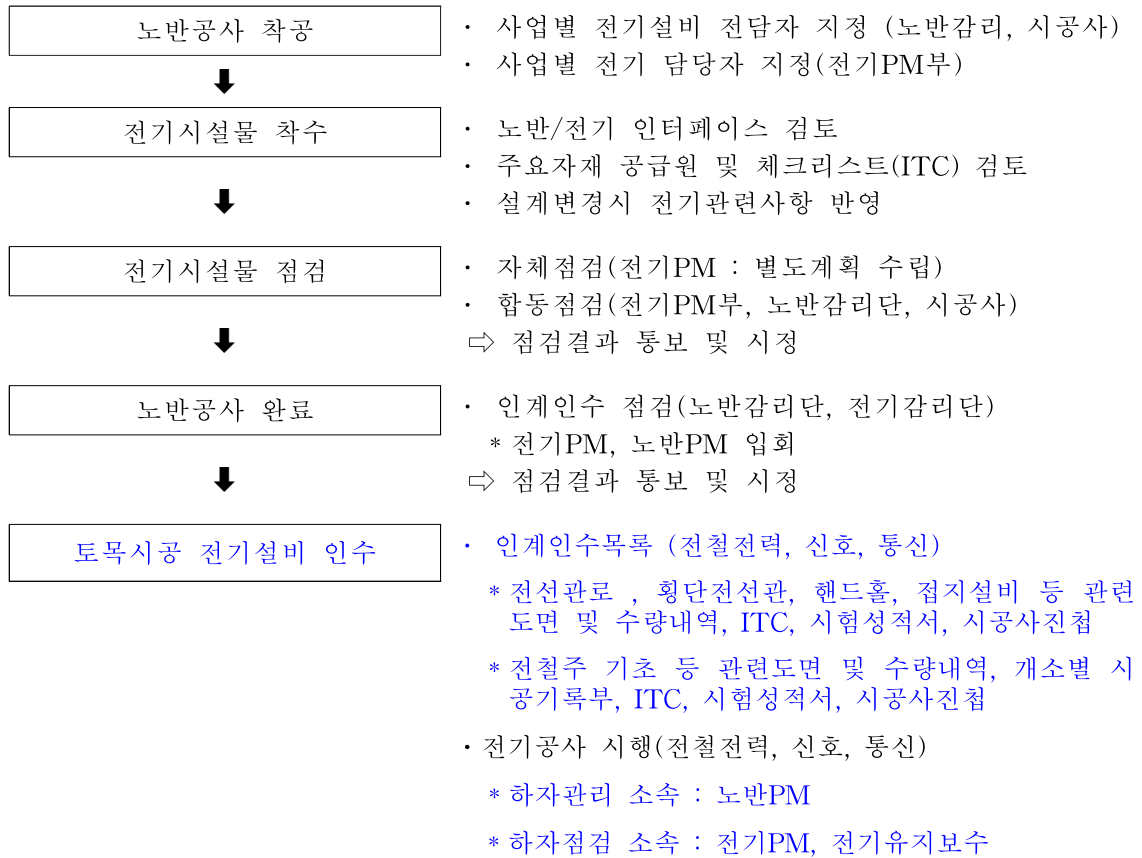 노반공사 착공
· 사업별 전기설비 전담자 지정 (노반감리, 시공사)
· 사업별 전기 담당자 지정(전기PM부)
전기시설물 착수
· 노반/전기 인터페이스 검토
· 주요자재 공급원 및 체크리스트(ITC) 검토
· 설계변경시 전기관련사항 반영
전기시설물 점검
· 자체점검(전기PM : 별도계획 수립)
· 합동점검(전기PM부, 노반감리단, 시공사)
⇨ 점검결과 통보 및 시정
노반공사 완료
· 인계인수 점검(노반감리단, 전기감리단)
* 전기PM, 노반PM 입회
⇨ 점검결과 통보 및 시정
토목시공 전기설비 인수
· 인계인수목록 (전철전력, 신호, 통신)
* 전선관로 , 횡단전선관, 핸드홀, 접지설비 등 관련
도면 및 수량내역, ITC, 시험성적서, 시공사진첩
* 전철주 기초 등 관련도면 및 수량내역, 개소별 시
공기록부, ITC, 시험성적서, 시공사진첩
· 전기공사 시행(전철전력, 신호, 통신)
* 하자관리 소속 : 노반PM
* 하자점검 소속 : 전기PM, 전기유지보수